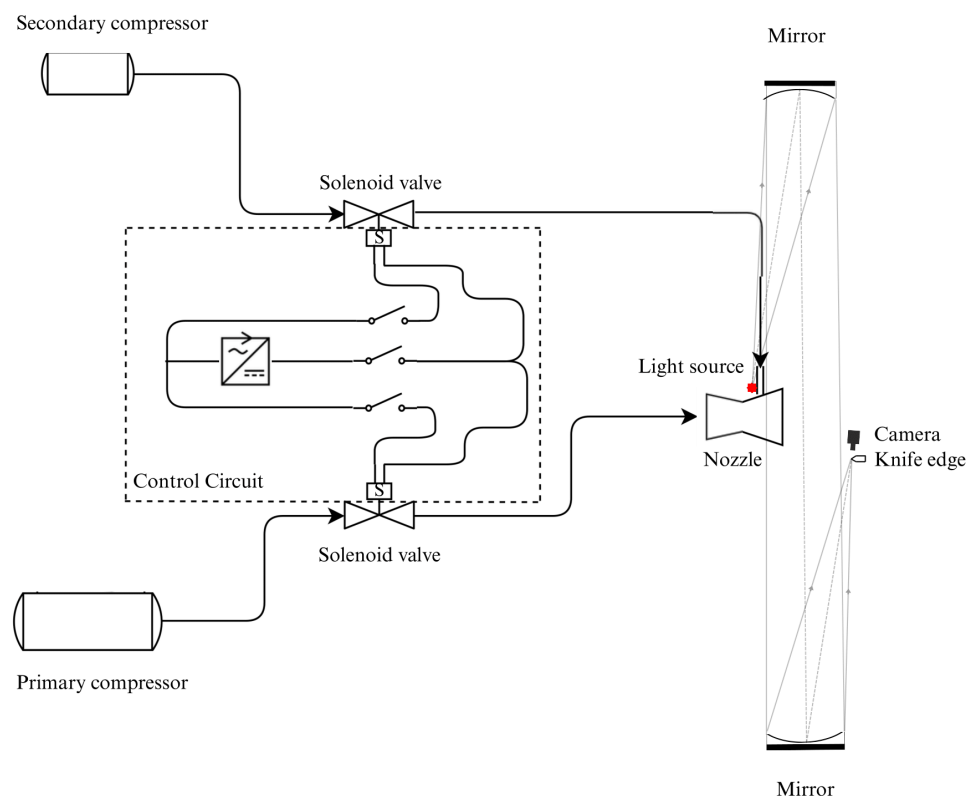 Secondary compressor
Mirror
Solenoid valve
S
Light source
Camera
Nozzle
Knife edge
Control Circuit
S
Solenoid valve
Primary compressor
Mirror